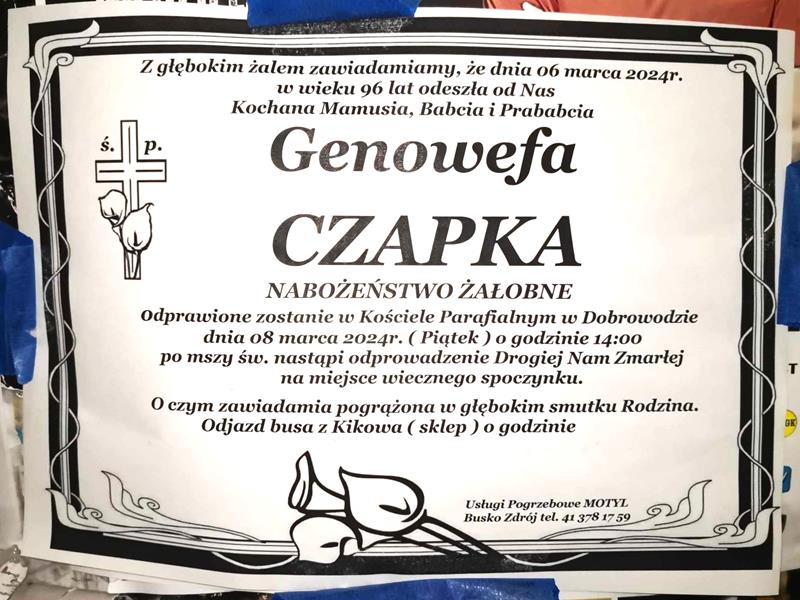 Z głębokim żalem zawiadamiamy, że dnia 06 marca 2024r.
w wieku 96 lat odeszła od Nas
Kochana Mamusia, Babcia i Prababcia
ś. p.
Genowefa
CZAPKA
NABOŻEŃSTWO ŻAŁOBNE
Odprawione zostanie w Kościele Parafialnym w Dobrowodzie
dnia 08 marca 2024r. ( Piątek ) o godzinie 14:00
po mszy św. nastąpi odprowadzenie Drogiej Nam Zmarłej
na miejsce wiecznego spoczynku.
O czym zawiadamia pogrążona w głębokim smutku Rodzina.
Odjazd busa z Kikowa ( sklep ) o godzinie
Usługi Pogrzebowe MOTYL
Busko Zdrój tel. 41 378 17 59
T
GK